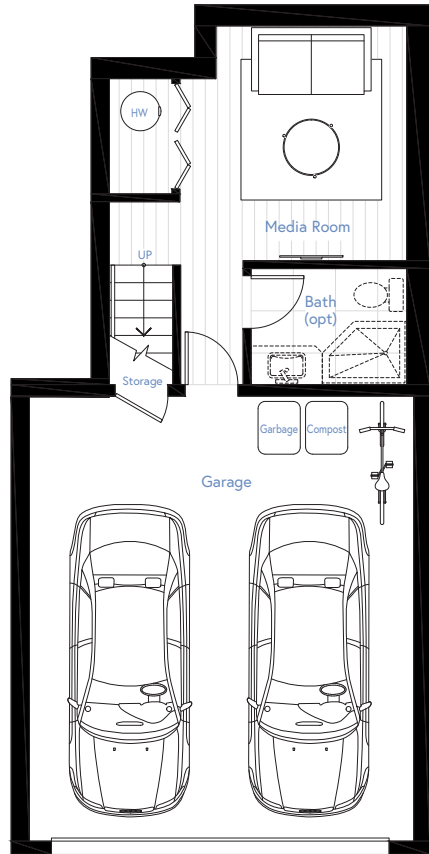 HW
Media Room
UP
Bath
(opt)
Storage
Garbage
Compost
Garage